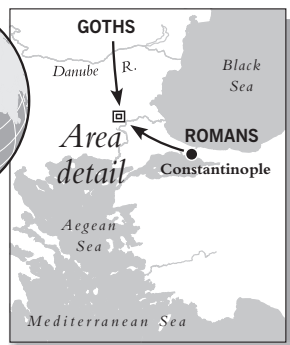 GOTHS
Danube R.
Black
Sea
Area
detail
ROMANS
Constantinople
Aegean
Sea
Mediterranean Sea